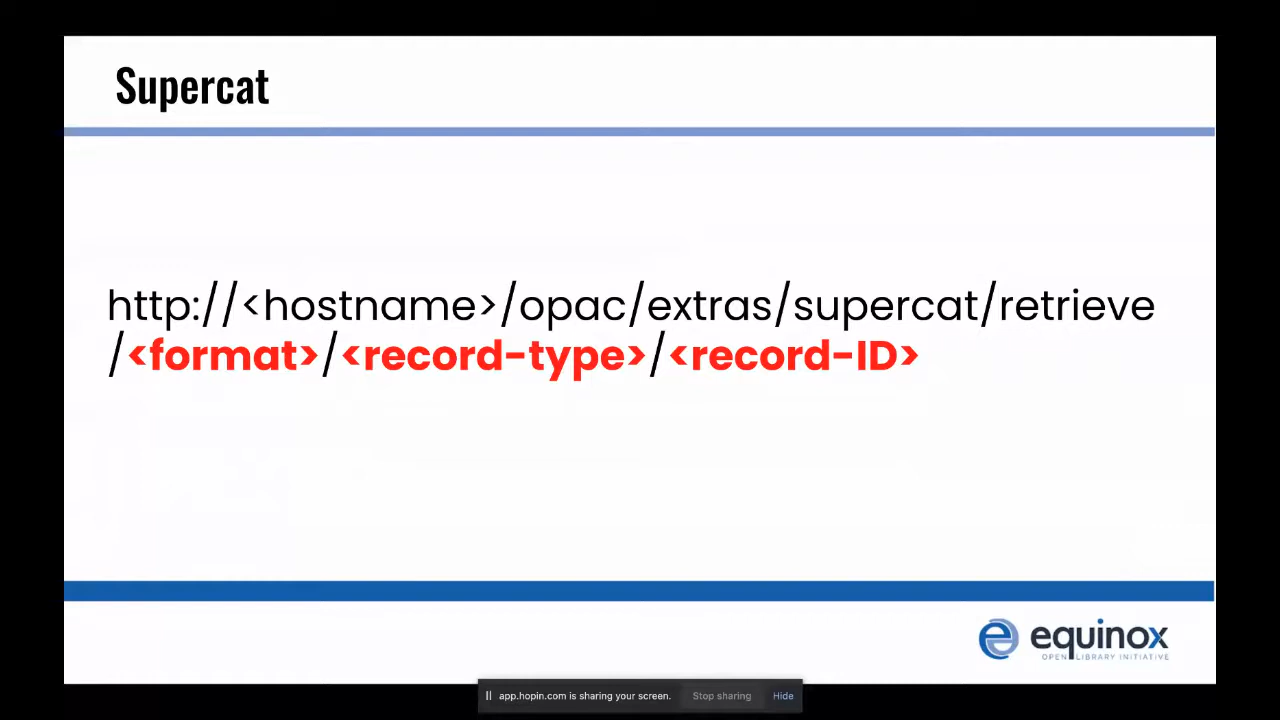 Supercat
http://<hostname>/opac/extras/supercat/retrieve
/<format>/<record-type>/<record-ID>
equinox
OPEN LIBRARY INITIATIVE
app.hopin.com is sharing your screen. Stop sharing Hide